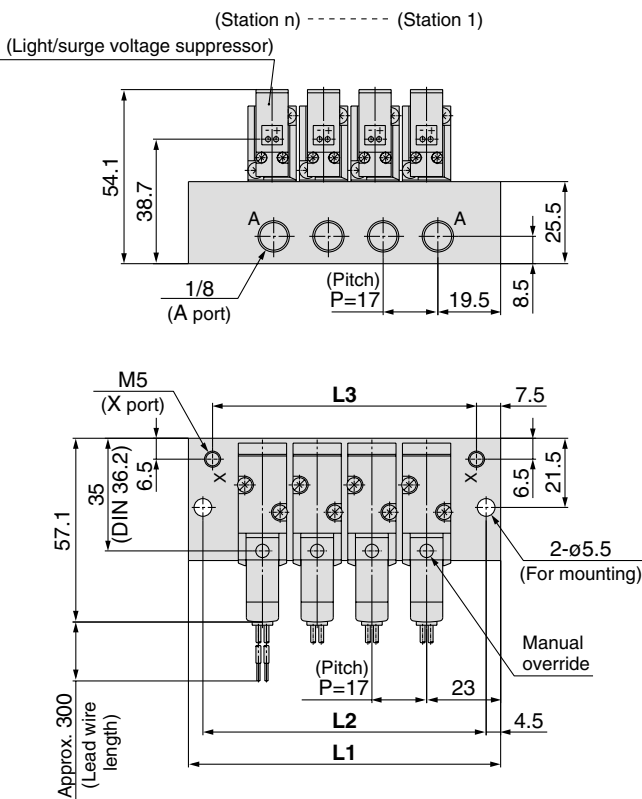 (Station n) -------- (Station 1)
(Light/surge voltage suppressor)
54.1
38.7
- +
- +
- +
- +
A
A
25.5
8.5
1/8
(A port)
(Pitch)
P=17
19.5
M5
(X port)
L3
7.5
X
X
6.5
35
(DIN 36.2)
57.1
6.5
21.5
2-ø5.5
(For mounting)
Manual
override
(Pitch)
P=17
23
L2
4.5
L1
Approx. 300
(Lead wire
length)